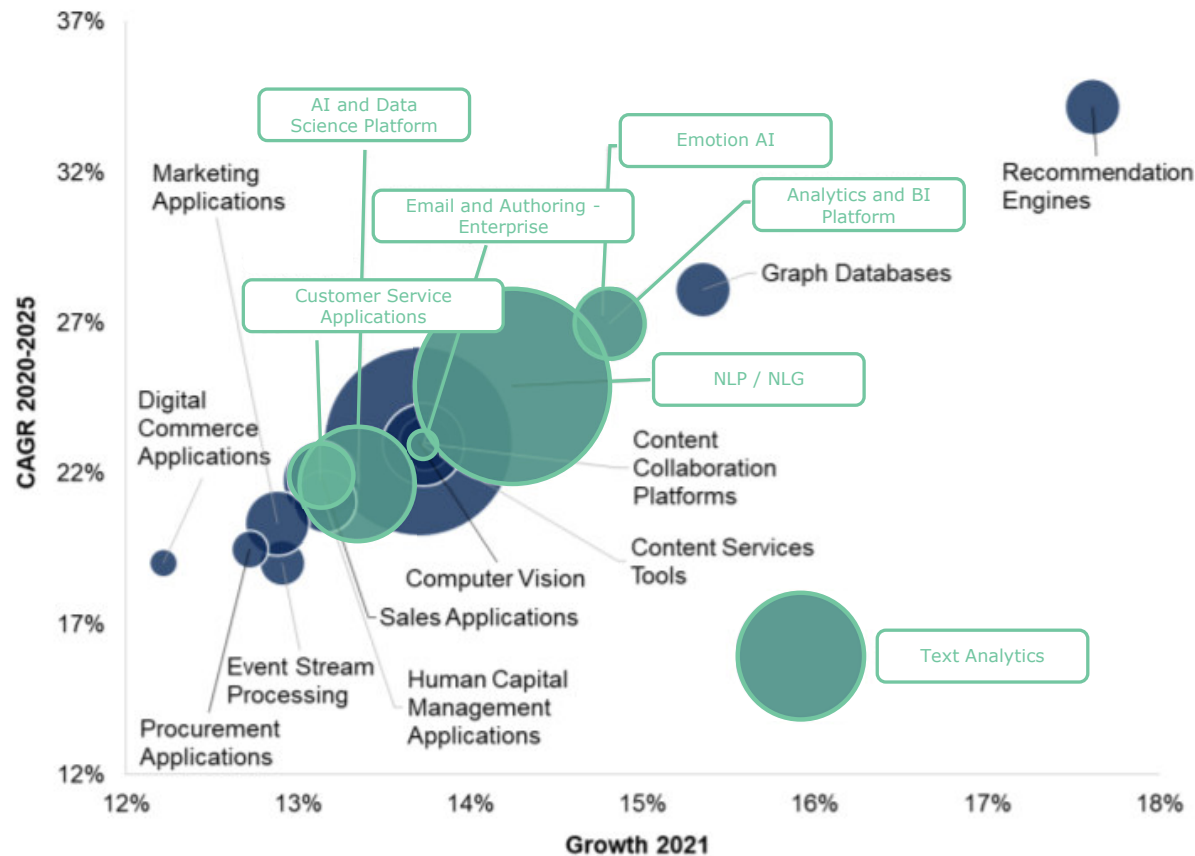 37%
AI and Data
Science Platform
Emotion AI
32%
Marketing
Applications
Recommendation
Engines
Email and Authoring -
Enterprise
Analytics and BI
Platform
Graph Databases
Customer Service
Applications
27%
CAGR 2020-2025
NLP / NLG
Digital
Commerce
Applications
Content
Collaboration
Platforms
22%
Content Services
Tools
Computer Vision
Sales Applications
17%
Text Analytics
Event Stream
Processing
Human Capital
Management
Applications
Procurement
Applications
12%
12%
13%
14%
15%
16%
17%
18%
Growth 2021